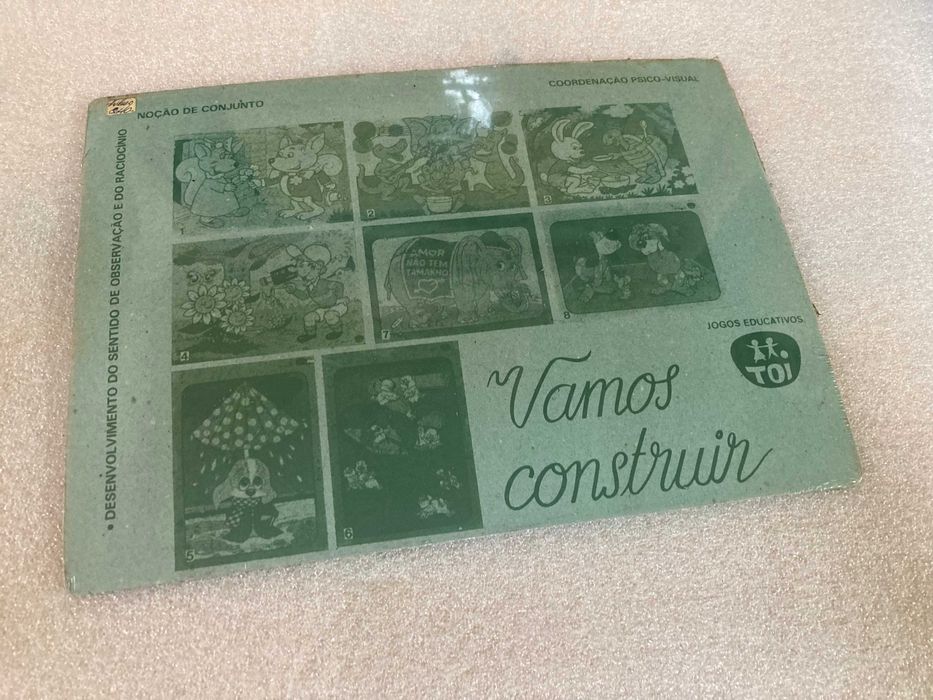 NOÇÃO DE CONJUNTO
COORDENAÇÃO PSICO-VISUAL
• DESENVOLVIMENTO DO SENTIDO DE OBSERVAÇÃO E DO RACIOCÍNIO
1
2
3
4
AMOR
NÃO TEM
TAMANHO
7
8
5
6
JOGOS EDUCATIVOS
TOI
Vamos
construir